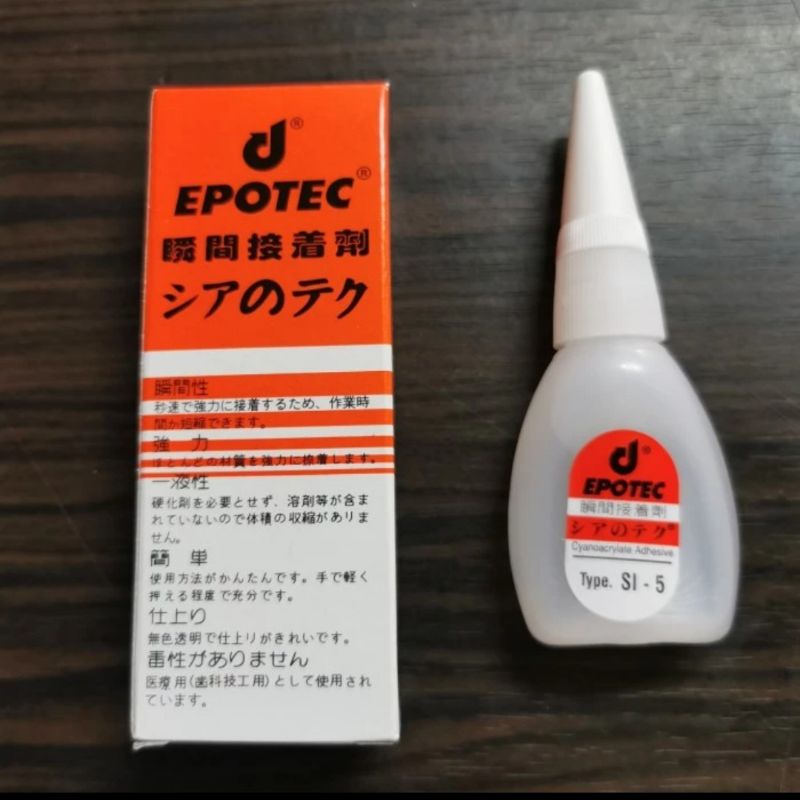 EPOTEC®
瞬間接着剤
シアのテク
瞬間性
秒速で強力に接着するため、作業時
間が短縮できます。
強 力
ほとんどの材質を強力に接着します。
一液性
硬化剤を必要とせず、溶剤等が含ま
れていないので体積の収縮がありま
せん。
簡 単
使用方法がかんたんです。手で軽く
押える程度で充分です。
仕上り
無色透明で仕上りがきれいです。
毒性がありません
医療用(歯科技工用)として使用され
ています。
EPOTEC
瞬間接着剤
シアのテク®
Cyanoacrylate Adhesive
Type. SI - 5